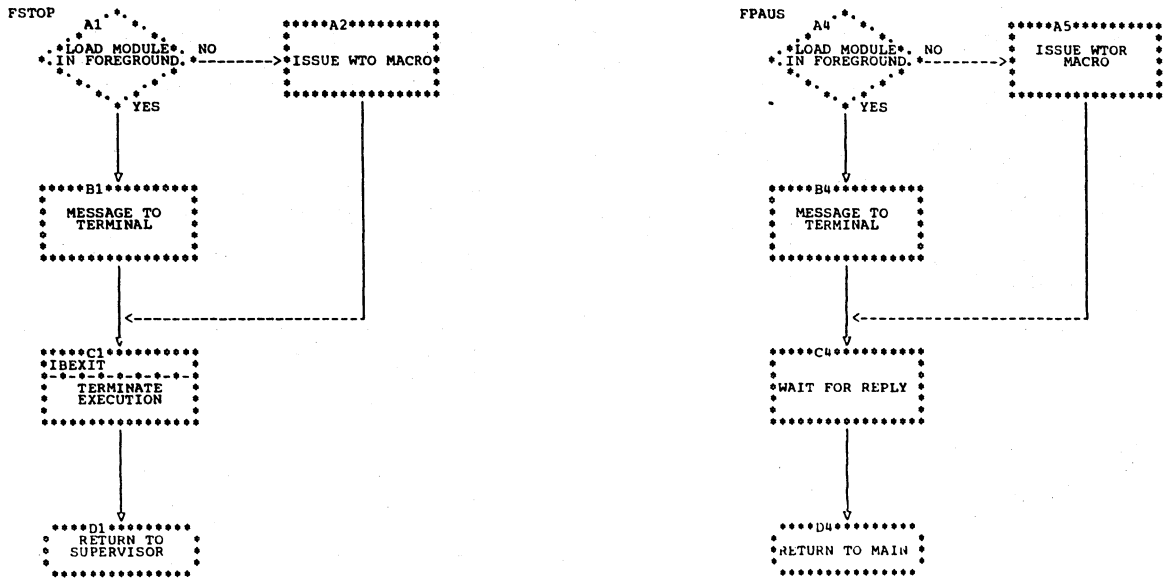 FSTOP
A1
LOAD MODULE
IN FOREGROUND
NO
YES
A2
ISSUE WTO MACRO
B1
MESSAGE TO
TERMINAL
C1
IBEXIT
TERMINATE
EXECUTION
D1
RETURN TO
SUPERVISOR
FPAUS
A4
LOAD MODULE
IN FOREGROUND
NO
YES
A5
ISSUE WTOR
MACRO
B4
MESSAGE TO
TERMINAL
C4
WAIT FOR REPLY
D4
RETURN TO MAIN